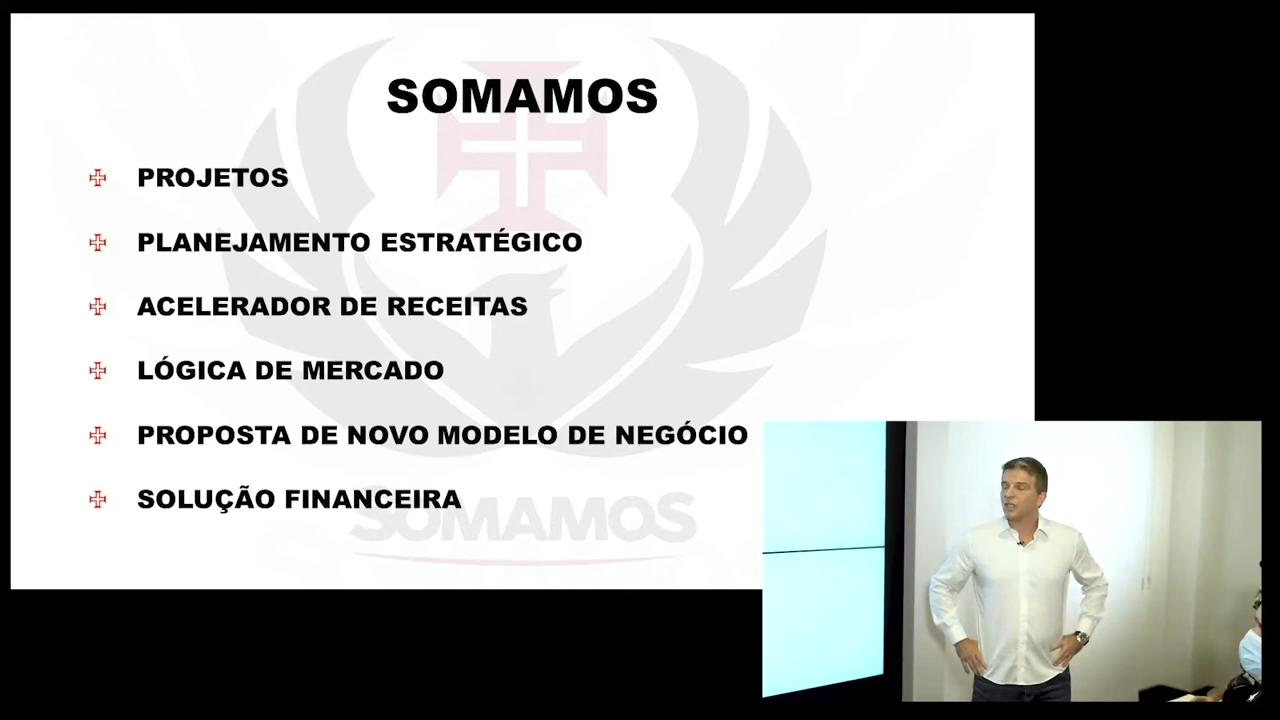 SOMAMOS
PROJETOS
PLANEJAMENTO ESTRATÉGICO
ACELERADOR DE RECEITAS
LÓGICA DE MERCADO
PROPOSTA DE NOVO MODELO DE NEGÓCIO
SOLUÇÃO FINANCEIRA
SOMAMOS